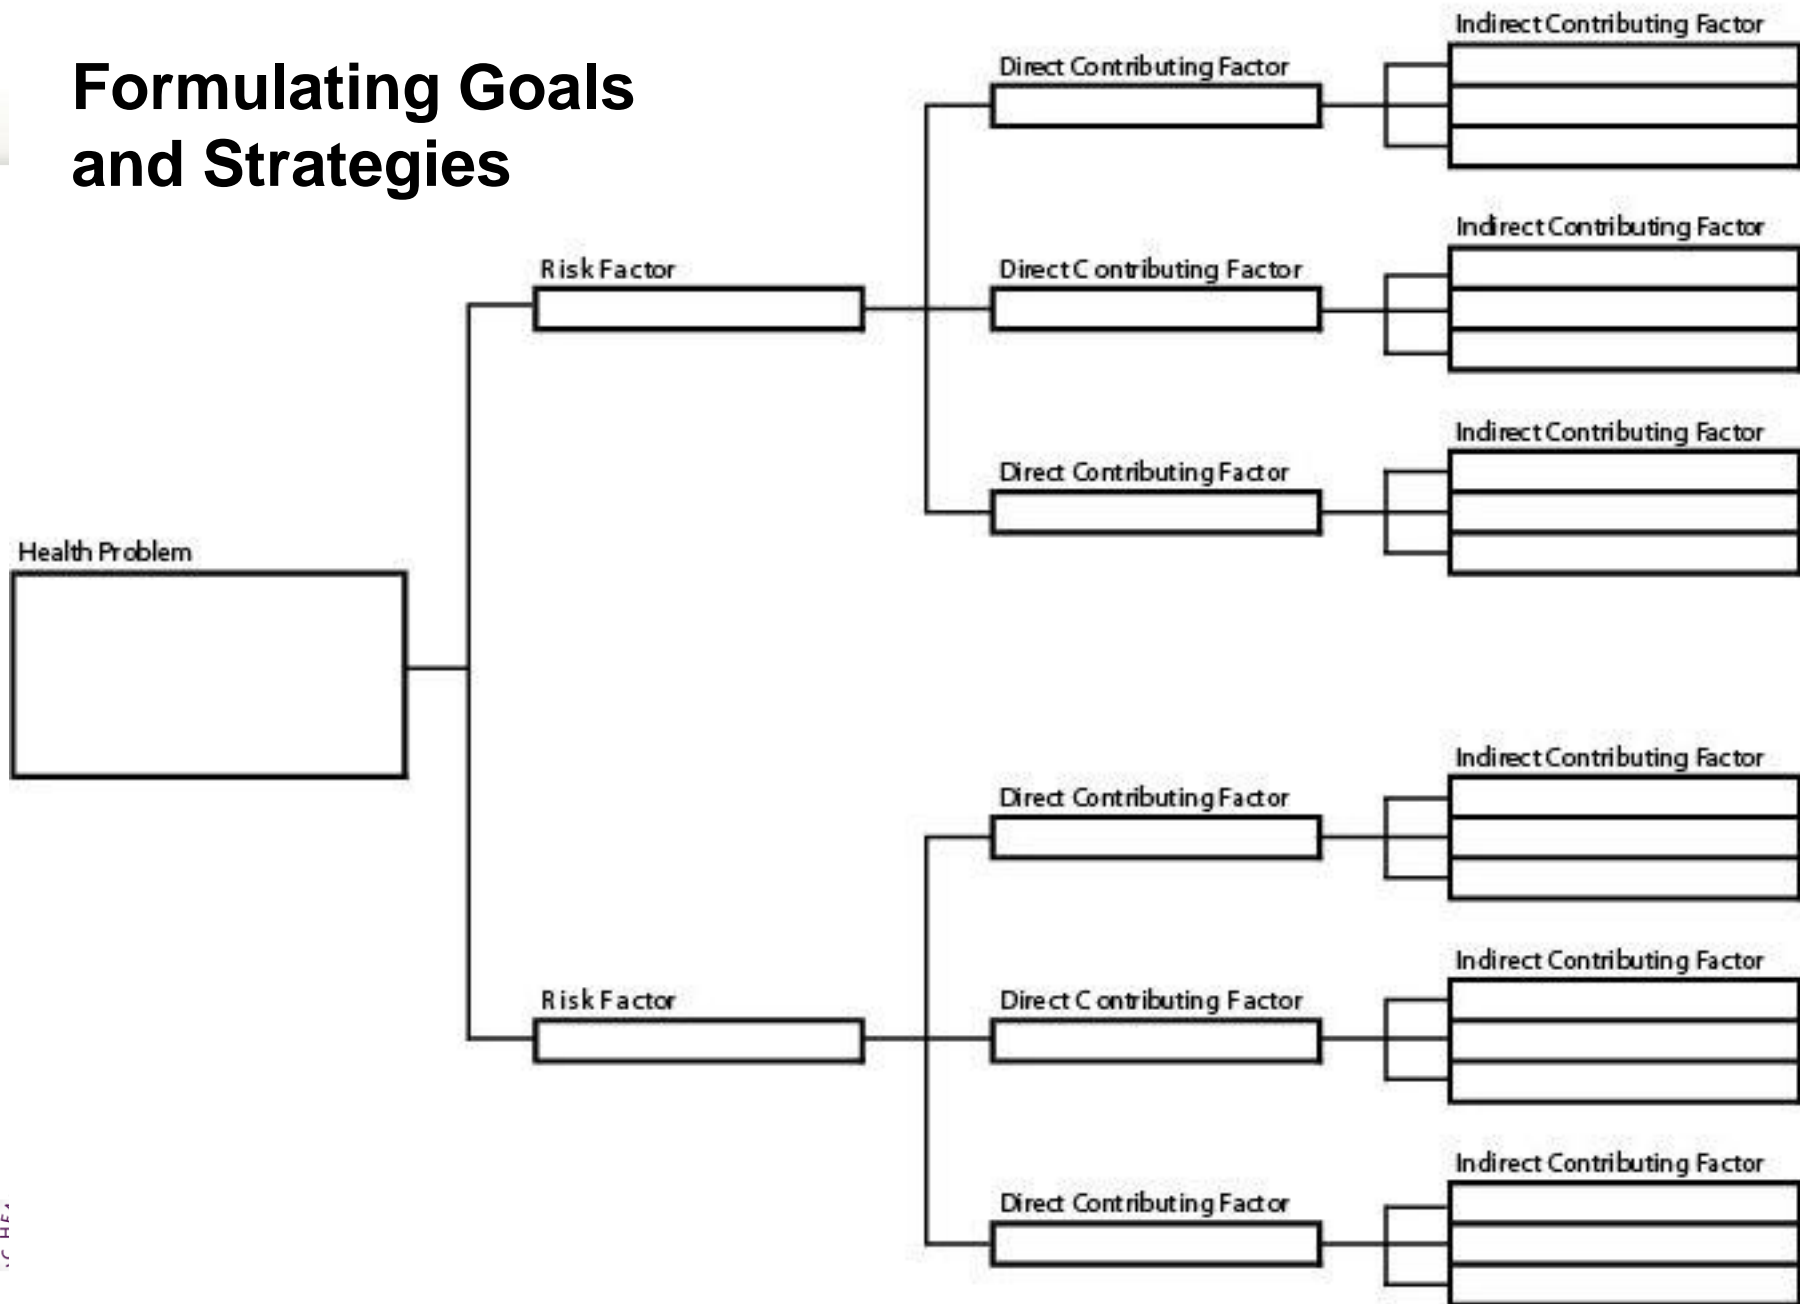 Formulating Goals
and Strategies
Indirect Contributing Factor
Direct Contributing Factor
Indirect Contributing Factor
Risk Factor
Direct Contributing Factor
Indirect Contributing Factor
Direct Contributing Factor
Health Problem
Indirect Contributing Factor
Direct Contributing Factor
Indirect Contributing Factor
Risk Factor
Direct Contributing Factor
Indirect Contributing Factor
Direct Contributing Factor